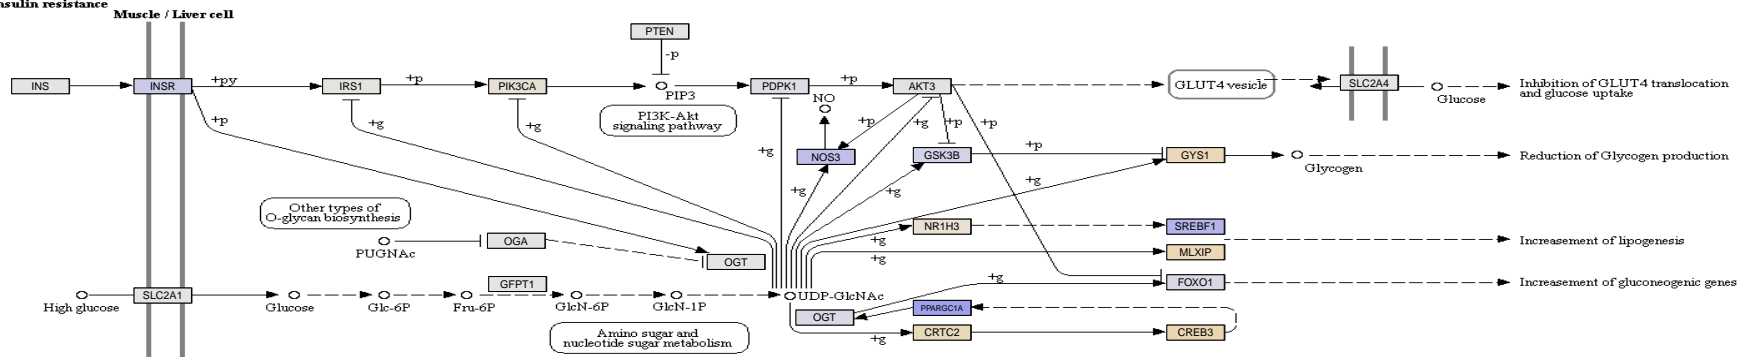 nsulin resistance
Muscle / Liver cell
PTEN
-p
INS
INSR
+py
IRS1
+p
PIK3CA
PIP3
PDPK1
+p
AKT3
GLUT4 vesicle
SLC2A4
Glucose
Inhibition of GLUT4 translocation
and glucose uptake
NO
PI3K-Akt
signaling pathway
+p
+g
+g
+g
+p
+g
+p
+p
NOS3
GSK3B
+p
GYS1
Glycogen
Reduction of Glycogen production
+g
+g
+g
Other types of
O-glycan biosynthesis
PUGNAc
OGA
OGT
NR1H3
+g
SREBF1
MLXIP
+g
Increasement of lipogenesis
GFPT1
+g
FOXO1
Increasement of gluconeogenic genes
High glucose
SLC2A1
Glucose
Glc-6P
Fru-6P
GlcN-6P
GlcN-1P
UDP-GlcNAc
OGT
PPARGC1A
Amino sugar and
nucleotide sugar metabolism
+g
CRTC2
CREB3